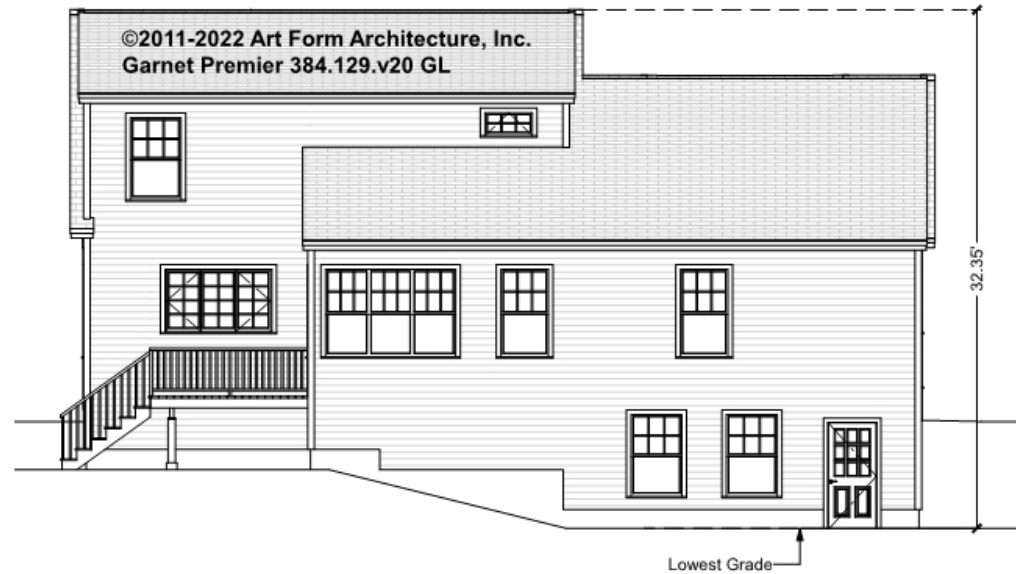 ©2011-2022 Art Form Architecture, Inc.
Garnet Premier 384.129.v20 GL
32.35'
Lowest Grade